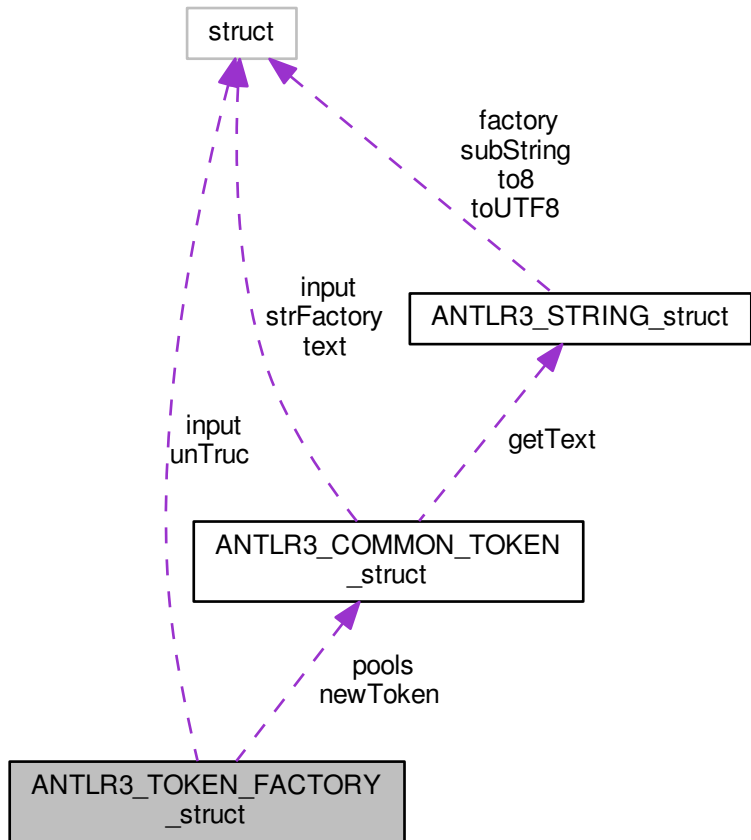 struct
factory
subString
to8
toUTF8
input
strFactory
text
ANTLR3_STRING_struct
input
unTruc
getText
ANTLR3_COMMON_TOKEN
_struct
pools
newToken
ANTLR3_TOKEN_FACTORY
_struct